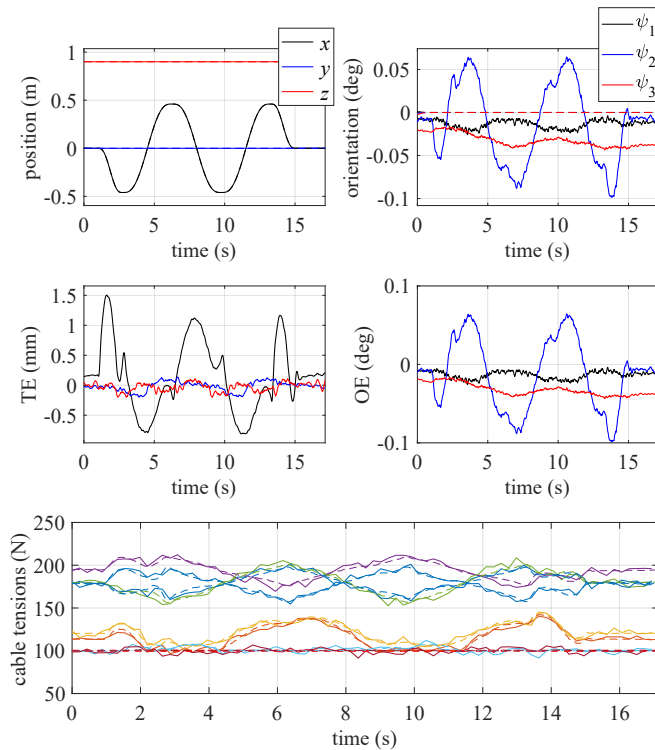 1
0.5
0
-0.5
0
5
10
15
position (m)
time (s)
x
y
z
0.05
0
-0.05
-0.1
0
5
10
15
orientation (deg)
time (s)
ψ1
ψ2
ψ3
1.5
1
0.5
0
-0.5
0
5
10
15
TE (mm)
time (s)
0.1
0
-0.1
0
5
10
15
OE (deg)
time (s)
250
200
150
100
50
0
2
4
6
8
10
12
14
16
cable tensions (N)
time (s)